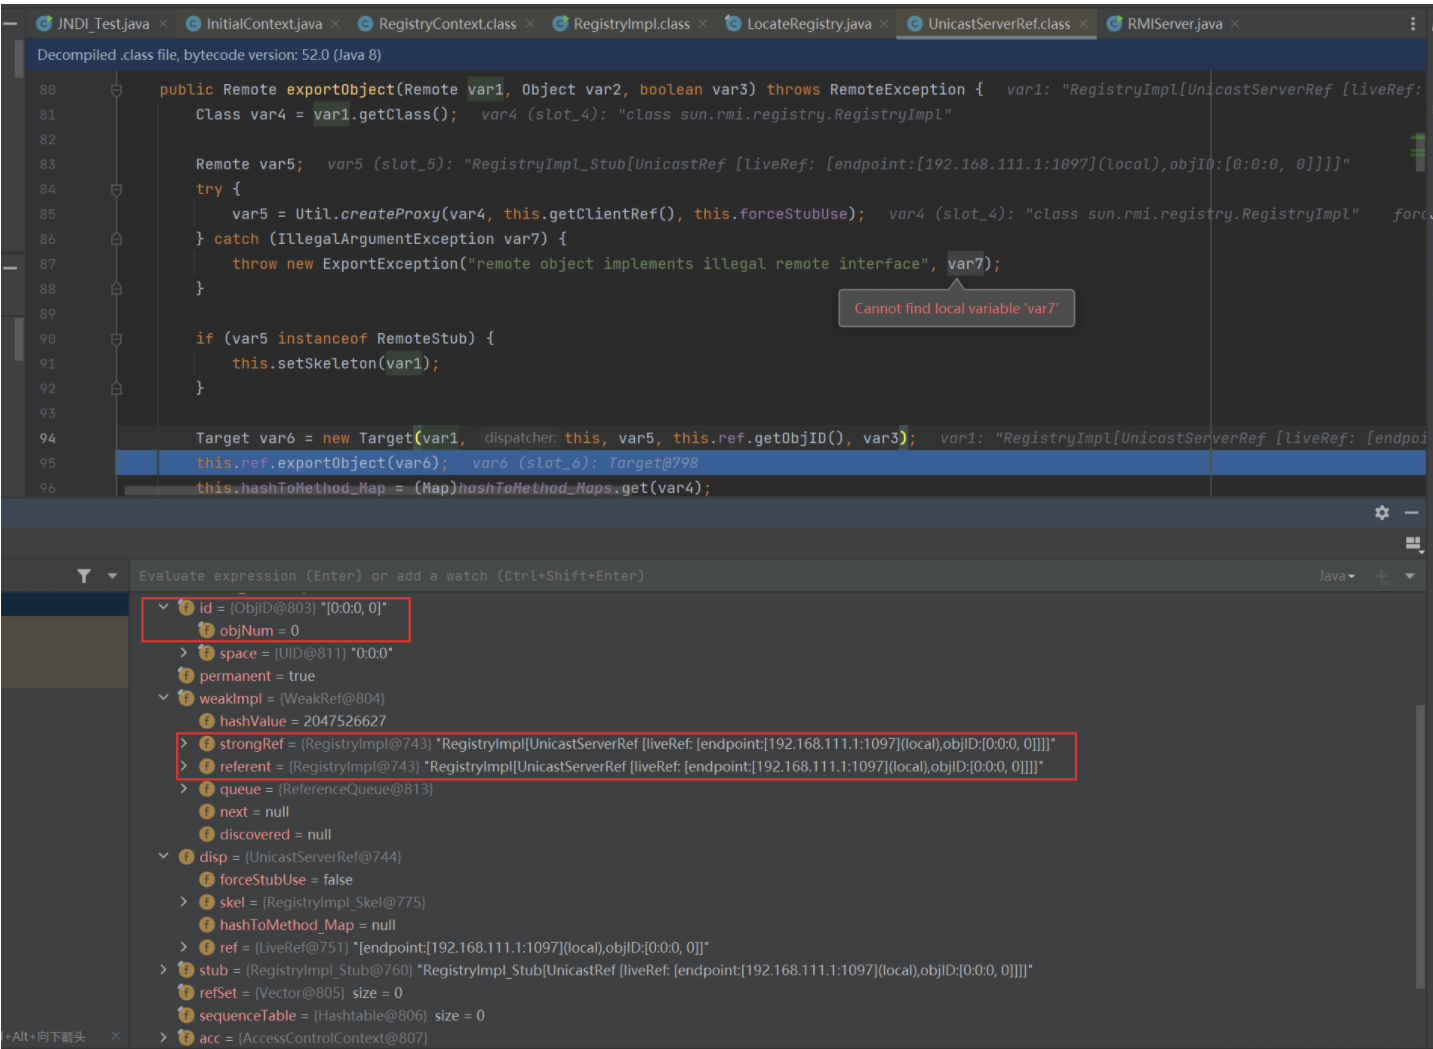 JNDI_Test.java × InitialContext.java × RegistryContext.class × RegistryImpl.class × LocateRegistry.java × UnicastServerRef.class × RMIServer.java ×
Decompiled .class file, bytecode version: 52.0 (Java 8)
80 public Remote exportObject(Remote var1, Object var2, boolean var3) throws RemoteException { var1: "RegistryImpl[UnicastServerRef [liveRef:
81 Class var4 = var1.getClass(); var4 (slot_4): "class sun.rmi.registry.RegistryImpl"
82
83 Remote var5; var5 (slot_5): "RegistryImpl_Stub[UnicastRef [liveRef: [endpoint:[192.168.111.1:1097](local),objID:[0:0:0, 0]]]]"
84 try {
85 var5 = Util.createProxy(var4, this.getClientRef(), this.forceStubUse); var4 (slot_4): "class sun.rmi.registry.RegistryImpl" forc
86 } catch (IllegalArgumentException var7) {
87 throw new ExportException("remote object implements illegal remote interface", var7);
88 }
Cannot find local variable 'var7'
89
90 if (var5 instanceof RemoteStub) {
91 this.setSkeleton(var1);
92 }
93
94 Target var6 = new Target(var1, dispatcher: this, var5, this.ref.getObjID(), var3); var1: "RegistryImpl[UnicastServerRef [liveRef: [endpoi
95 this.ref.exportObject(var6); var6 (slot_6): Target@798
96 this.hashToMethod_Map = (Map)hashToMethod_Maps.get(var4);
Evaluate expression (Enter) or add a watch (Ctrl+Shift+Enter) Java
id = {ObjID@803} "[0:0:0, 0]"
objNum = 0
space = {UID@811} "0:0:0"
permanent = true
weakImpl = {WeakRef@804}
hashValue = 2047526627
strongRef = {RegistryImpl@743} "RegistryImpl[UnicastServerRef [liveRef: [endpoint:[192.168.111.1:1097](local),objID:[0:0:0, 0]]]]"
referent = {RegistryImpl@743} "RegistryImpl[UnicastServerRef [liveRef: [endpoint:[192.168.111.1:1097](local),objID:[0:0:0, 0]]]]"
queue = {ReferenceQueue@813}
next = null
discovered = null
disp = {UnicastServerRef@744}
forceStubUse = false
skel = {RegistryImpl_Skel@775}
hashToMethod_Map = null
ref = {LiveRef@751} "[endpoint:[192.168.111.1:1097](local),objID:[0:0:0, 0]]"
stub = {RegistryImpl_Stub@760} "RegistryImpl_Stub[UnicastRef [liveRef: [endpoint:[192.168.111.1:1097](local),objID:[0:0:0, 0]]]]"
refSet = {Vector@805} size = 0
sequenceTable = {Hashtable@806} size = 0
l+Alt+向下箭头 × acc = {AccessControlContext@807}